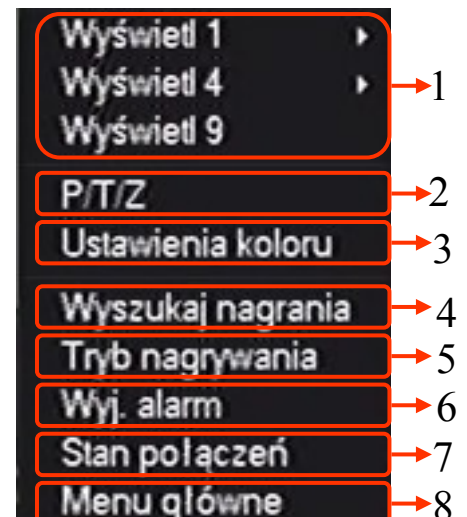 Wyświetl 1
Wyświetl 4
Wyświetl 9
1
P/T/Z 2
Ustawienia koloru 3
Wyszukaj nagrania 4
Tryb nagrywania 5
Wyj. alarm 6
Stan połączeń 7
Menu główne 8